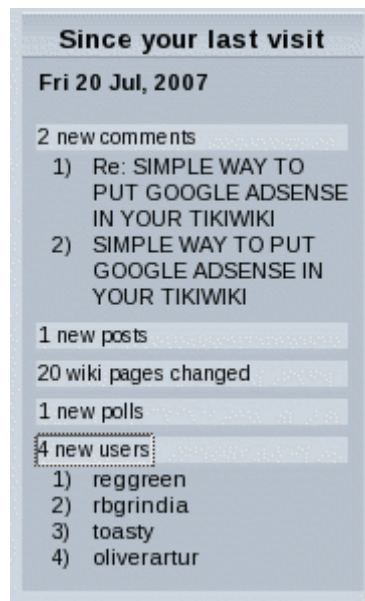 Since your last visit
Fri 20 Jul, 2007
2 new comments
1) Re: SIMPLE WAY TO
PUT GOOGLE ADSENSE
IN YOUR TIKIWIKI
2) SIMPLE WAY TO PUT
GOOGLE ADSENSE IN
YOUR TIKIWIKI
1 new posts
20 wiki pages changed
1 new polls
4 new users
1) reggreen
2) rbgrindia
3) toasty
4) oliverartur